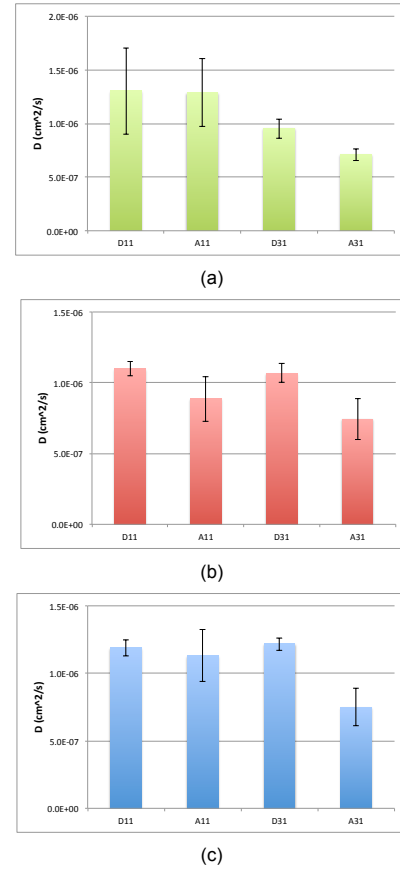 2.0E-06
1.5E-06
1.0E-06
5.0E-07
0.0E+00
D (cm^2/s)
D11 A11 D31 A31
(a)
1.5E-06
1.0E-06
5.0E-07
0.0E+00
D (cm^2/s)
D11 A11 D31 A31
(b)
1.5E-06
1.0E-06
5.0E-07
0.0E+00
D (cm^2/s)
D11 A11 D31 A31
(c)